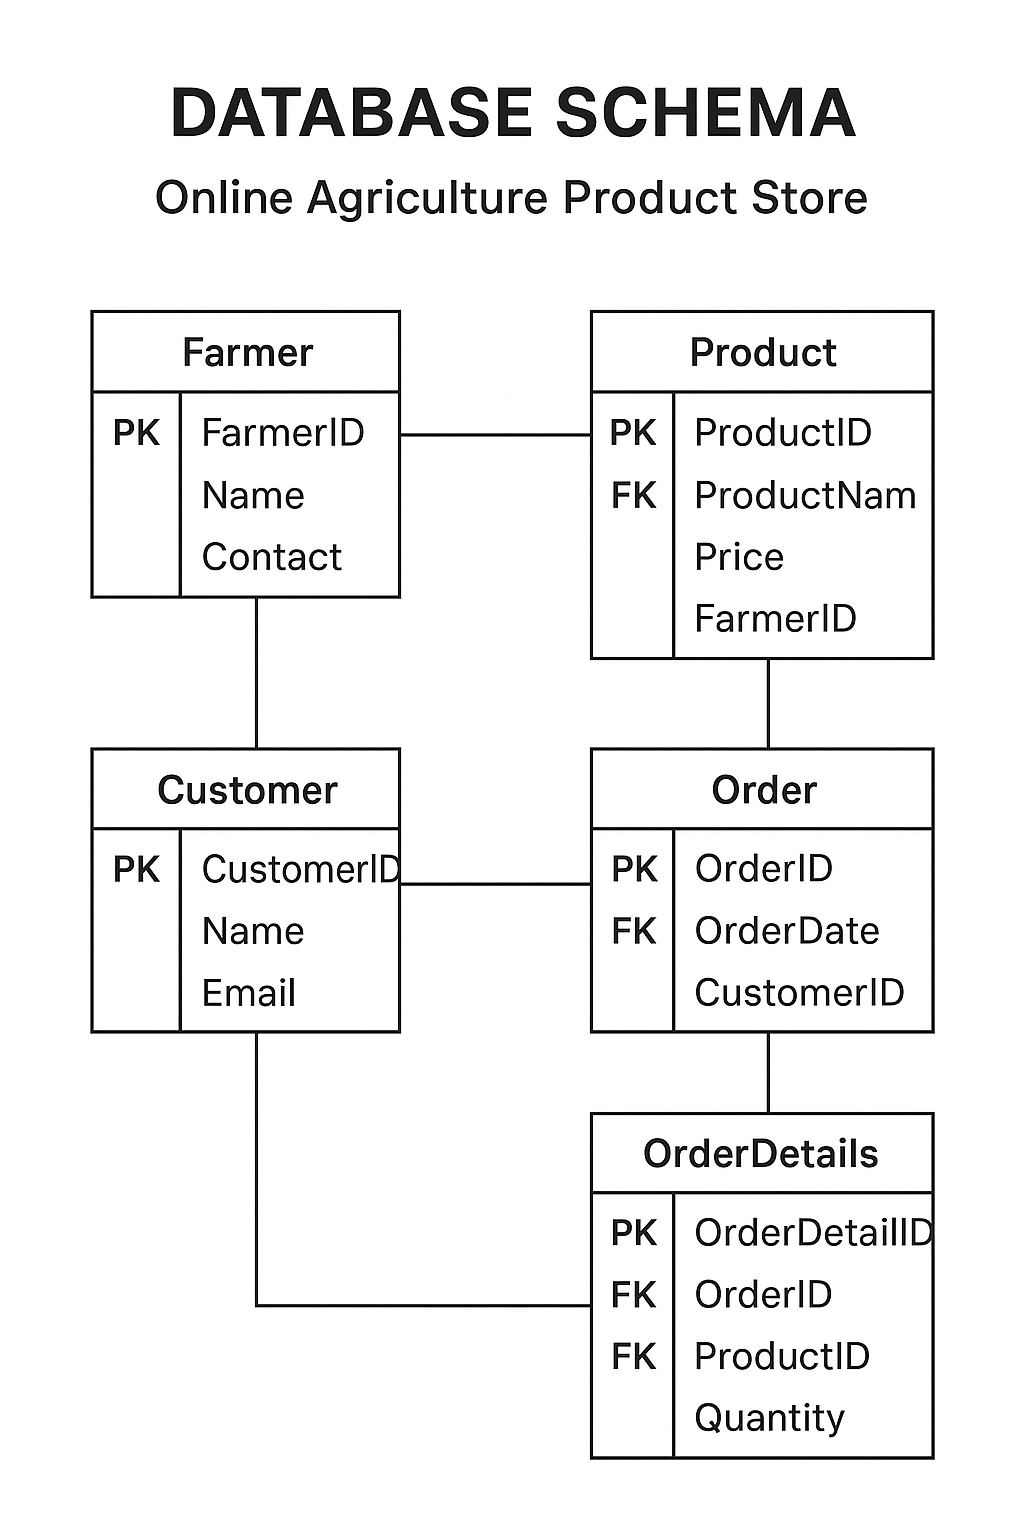 DATABASE SCHEMA
Online Agriculture Product Store
Farmer
PK FarmerID
Name
Contact
Product
PK ProductID
FK ProductNam
Price
FarmerID
Customer
PK CustomerID
Name
Email
Order
PK OrderID
FK OrderDate
CustomerID
OrderDetails
PK OrderDetailID
FK OrderID
FK ProductID
Quantity